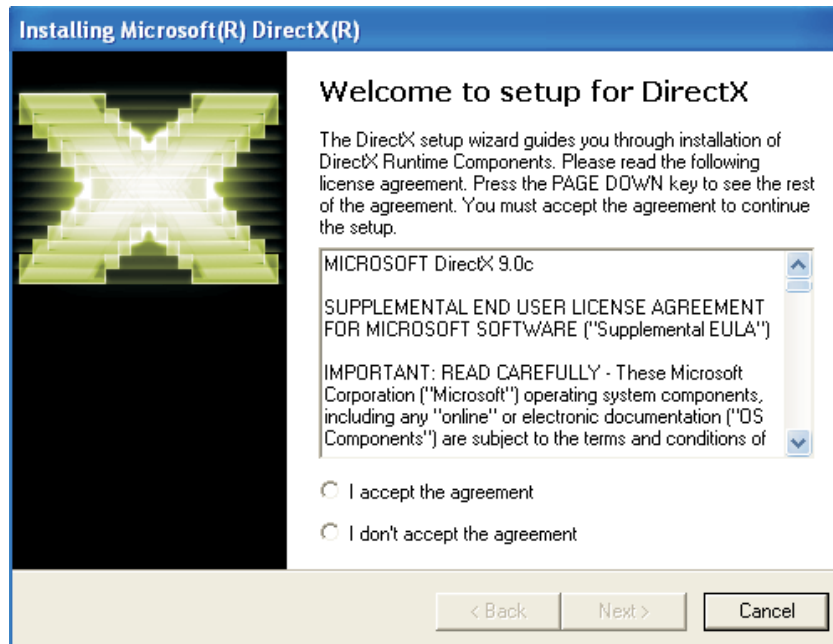 Installing Microsoft(R) DirectX(R)
Welcome to setup for DirectX
The DirectX setup wizard guides you through installation of
DirectX Runtime Components. Please read the following
license agreement. Press the PAGE DOWN key to see the rest
of the agreement. You must accept the agreement to continue
the setup.
MICROSOFT DirectX 9.0c
SUPPLEMENTAL END USER LICENSE AGREEMENT
FOR MICROSOFT SOFTWARE ("Supplemental EULA")
IMPORTANT: READ CAREFULLY - These Microsoft
Corporation ("Microsoft") operating system components,
including any "online" or electronic documentation ("OS
Components") are subject to the terms and conditions of
I accept the agreement
I don't accept the agreement
< Back Next > Cancel